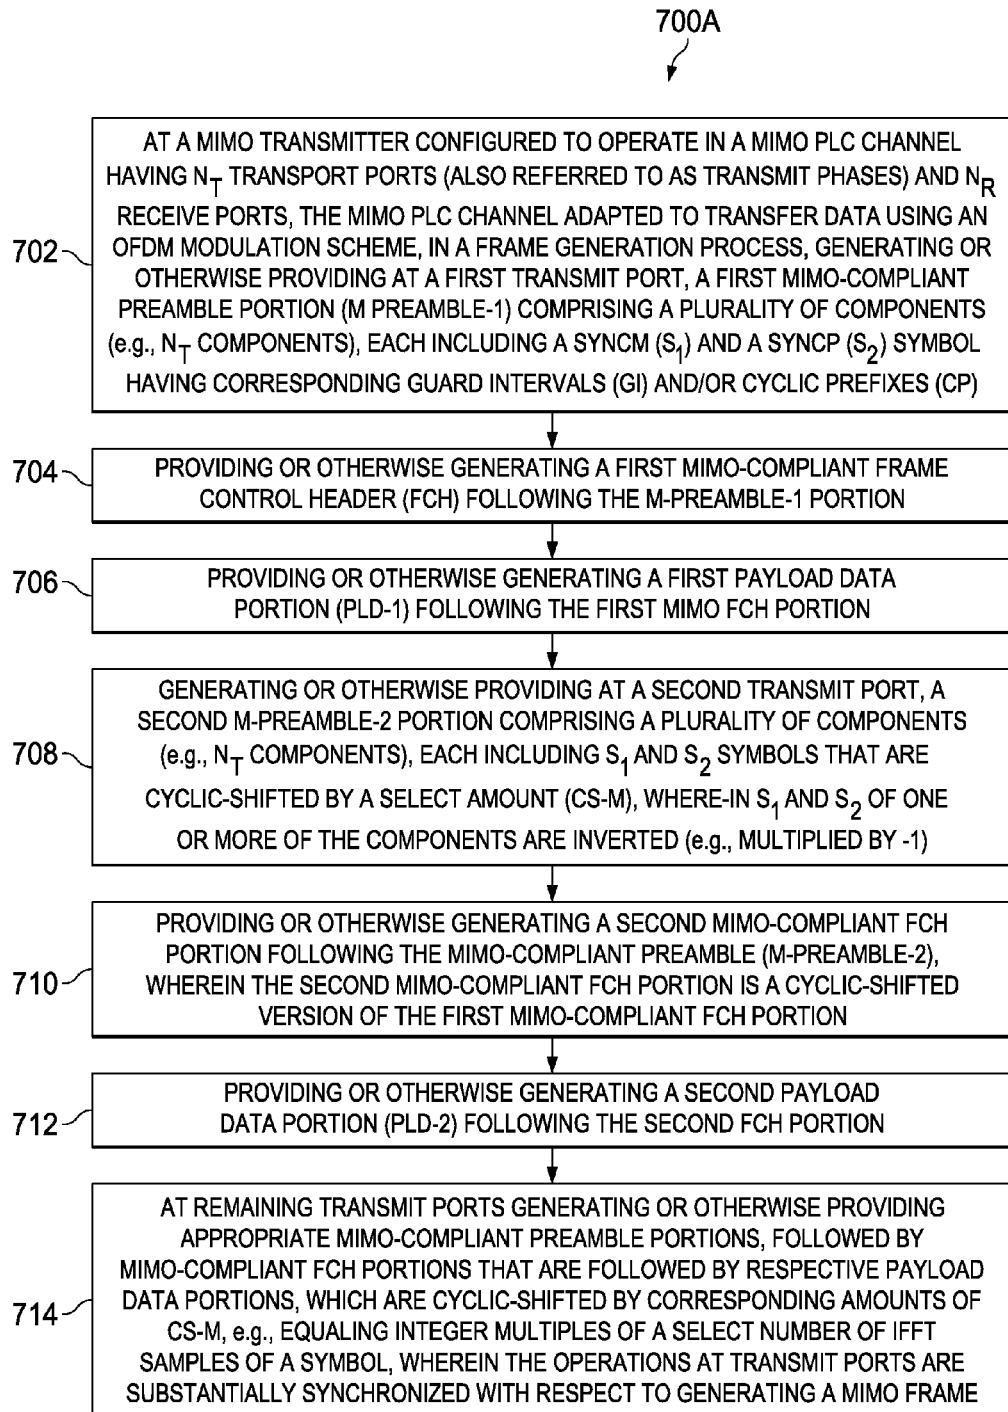 700A
702
AT A MIMO TRANSMITTER CONFIGURED TO OPERATE IN A MIMO PLC CHANNEL
HAVING N_T TRANSPORT PORTS (ALSO REFERRED TO AS TRANSMIT PHASES) AND N_R
RECEIVE PORTS, THE MIMO PLC CHANNEL ADAPTED TO TRANSFER DATA USING AN
OFDM MODULATION SCHEME, IN A FRAME GENERATION PROCESS, GENERATING OR
OTHERWISE PROVIDING AT A FIRST TRANSMIT PORT, A FIRST MIMO-COMPLIANT
PREAMBLE PORTION (M PREAMBLE-1) COMPRISING A PLURALITY OF COMPONENTS
(e.g., N_T COMPONENTS), EACH INCLUDING A SYNCM (S_1) AND A SYNCP (S_2) SYMBOL
HAVING CORRESPONDING GUARD INTERVALS (GI) AND/OR CYCLIC PREFIXES (CP)
704
PROVIDING OR OTHERWISE GENERATING A FIRST MIMO-COMPLIANT FRAME
CONTROL HEADER (FCH) FOLLOWING THE M-PREAMBLE-1 PORTION
706
PROVIDING OR OTHERWISE GENERATING A FIRST PAYLOAD DATA
PORTION (PLD-1) FOLLOWING THE FIRST MIMO FCH PORTION
708
GENERATING OR OTHERWISE PROVIDING AT A SECOND TRANSMIT PORT, A
SECOND M-PREAMBLE-2 PORTION COMPRISING A PLURALITY OF COMPONENTS
(e.g., N_T COMPONENTS), EACH INCLUDING S_1 AND S_2 SYMBOLS THAT ARE
CYCLIC-SHIFTED BY A SELECT AMOUNT (CS-M), WHERE-IN S_1 AND S_2 OF ONE
OR MORE OF THE COMPONENTS ARE INVERTED (e.g., MULTIPLIED BY -1)
710
PROVIDING OR OTHERWISE GENERATING A SECOND MIMO-COMPLIANT FCH
PORTION FOLLOWING THE MIMO-COMPLIANT PREAMBLE (M-PREAMBLE-2),
WHEREIN THE SECOND MIMO-COMPLIANT FCH PORTION IS A CYCLIC-SHIFTED
VERSION OF THE FIRST MIMO-COMPLIANT FCH PORTION
712
PROVIDING OR OTHERWISE GENERATING A SECOND PAYLOAD
DATA PORTION (PLD-2) FOLLOWING THE SECOND FCH PORTION
714
AT REMAINING TRANSMIT PORTS GENERATING OR OTHERWISE PROVIDING
APPROPRIATE MIMO-COMPLIANT PREAMBLE PORTIONS, FOLLOWED BY
MIMO-COMPLIANT FCH PORTIONS THAT ARE FOLLOWED BY RESPECTIVE PAYLOAD
DATA PORTIONS, WHICH ARE CYCLIC-SHIFTED BY CORRESPONDING AMOUNTS OF
CS-M, e.g., EQUALING INTEGER MULTIPLES OF A SELECT NUMBER OF IFFT
SAMPLES OF A SYMBOL, WHEREIN THE OPERATIONS AT TRANSMIT PORTS ARE
SUBSTANTIALLY SYNCHRONIZED WITH RESPECT TO GENERATING A MIMO FRAME